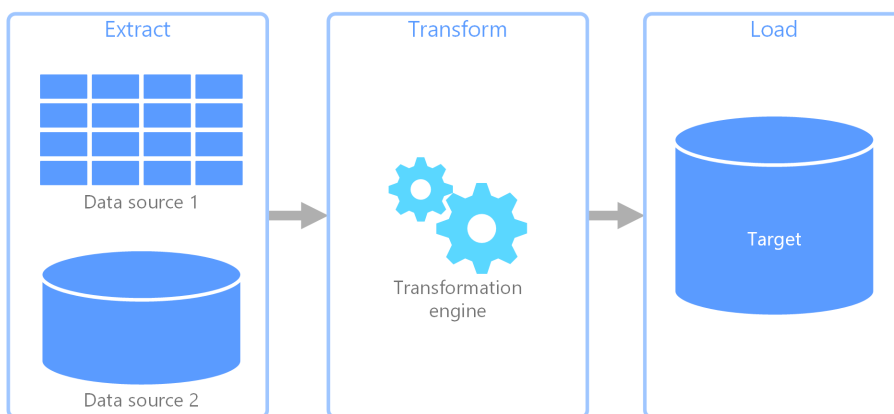 Extract
Data source 1
Data source 2
Transform
Transformation
engine
Load
Target